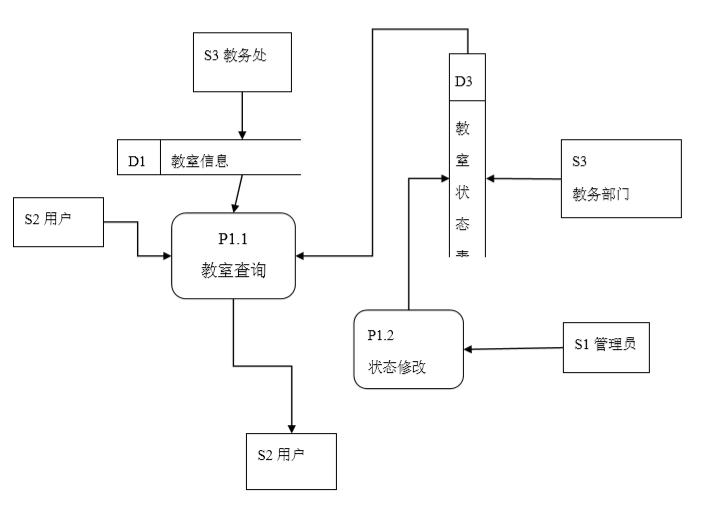 S3 教务处
D1 教室信息
S2 用户
P1.1
教室查询
S2 用户
D3
教
室
状
态
S3
教务部门
P1.2
状态修改
S1 管理员